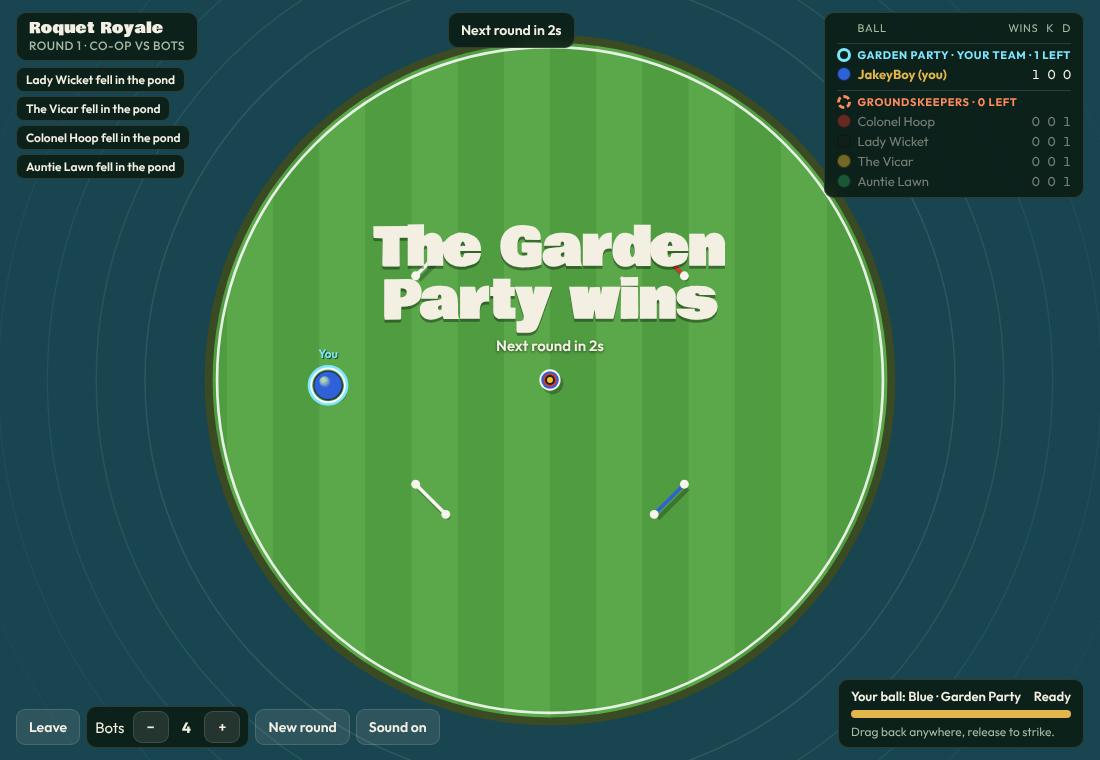 Roquet Royale
ROUND 1 · CO-OP VS BOTS
Lady Wicket fell in the pond
The Vicar fell in the pond
Colonel Hoop fell in the pond
Auntie Lawn fell in the pond
Next round in 2s
BALL WINS K D
GARDEN PARTY · YOUR TEAM · 1 LEFT
JakeyBoy (you) 1 0 0
GROUNDSKEEPERS · 0 LEFT
Colonel Hoop 0 0 1
Lady Wicket 0 0 1
The Vicar 0 0 1
Auntie Lawn 0 0 1
The Garden
Party wins
Next round in 2s
You
Leave
Bots − 4 +
New round
Sound on
Your ball: Blue · Garden Party Ready
Drag back anywhere, release to strike.